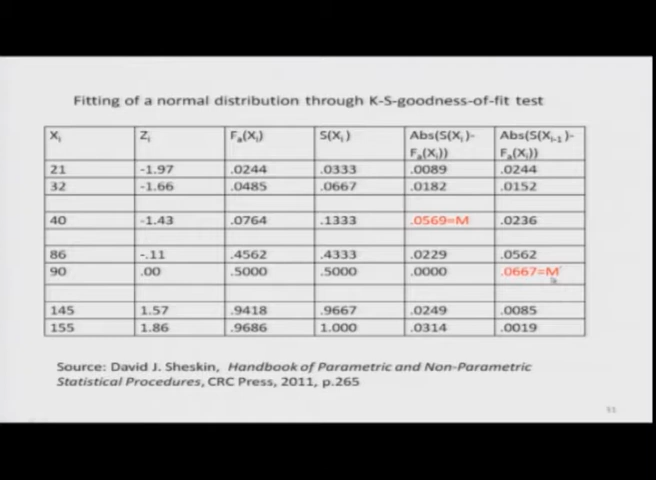 Fitting of a normal distribution through K-S-goodness-of-fit test
Xi Zi Fa(Xi) S(Xi) Abs(S(Xi)- Abs(S(Xi-1)-
Fa(Xi)) Fa(Xi))
21 -1.97 .0244 .0333 .0089 .0244
32 -1.66 .0485 .0667 .0182 .0152
40 -1.43 .0764 .1333 .0569=M .0236
86 -.11 .4562 .4333 .0229 .0562
90 .00 .5000 .5000 .0000 .0667=M'
145 1.57 .9418 .9667 .0249 .0085
155 1.86 .9686 1.000 .0314 .0019
Source: David J. Sheskin, Handbook of Parametric and Non-Parametric
Statistical Procedures, CRC Press, 2011, p.265